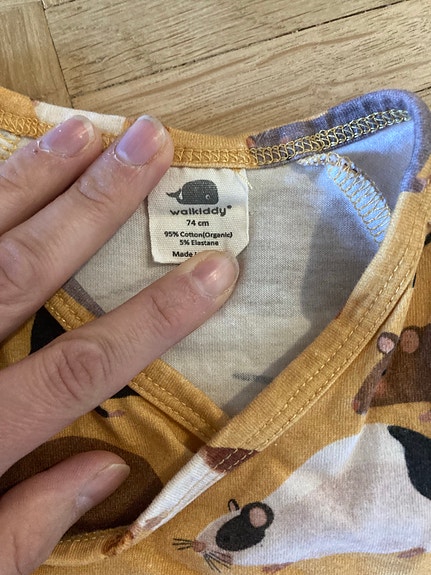 walkiddy®
74 cm
95% Cotton(Organic)
5% Elastane
Made